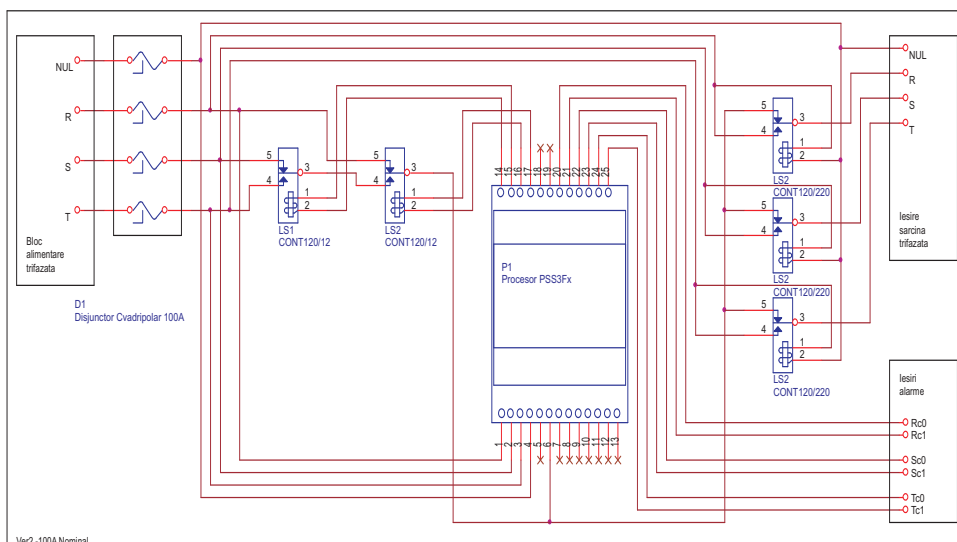 NUL
R
S
T
Bloc
alimentare
trifazata
D1
Disjunctor Cvadripolar 100A
5
4
3
1
2
LS1
CONT120/12
5
4
3
1
2
LS2
CONT120/12
14
15
16
17
18
19
20
21
22
23
24
25
P1
Procesor PSS3Fx
1
2
3
4
5
6
7
8
9
10
11
12
13
5
4
3
1
2
LS2
CONT120/220
5
4
3
1
2
LS2
CONT120/220
5
4
3
1
2
LS2
CONT120/220
NUL
R
S
T
Iesire
sarcina
trifazata
Iesiri
alarme
Rc0
Rc1
Sc0
Sc1
Tc0
Tc1
Ver2 -100A Nominal